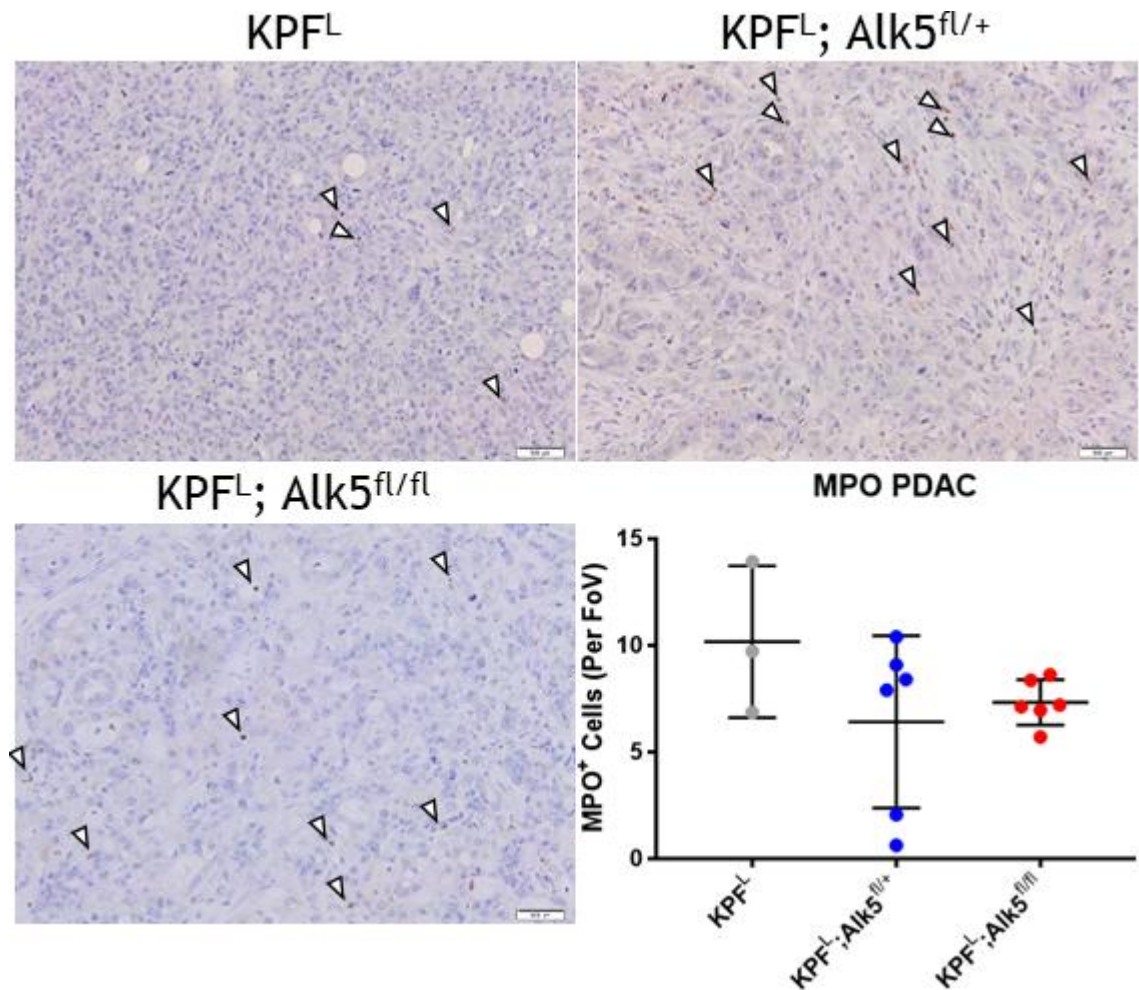 KPFᴸ
KPFᴸ; Alk5ᶠˡ/⁺
KPFᴸ; Alk5ᶠˡ/ᶠˡ
MPO PDAC
MPO⁺ Cells (Per FoV)
15
10
5
0
KPFᴸ
KPFᴸ;Alk5ᶠˡ/⁺
KPFᴸ;Alk5ᶠˡ/ᶠˡ